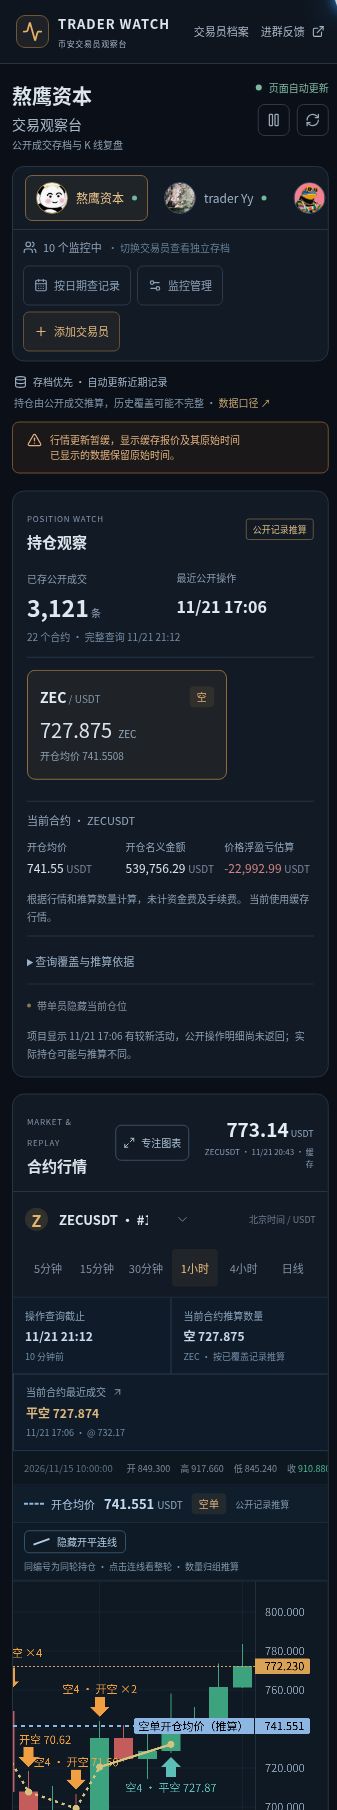 TRADER WATCH
币安交易员观察台
交易员档案 进群反馈
熬鹰资本
页面自动更新
交易观察台
公开成交存档与 K 线复盘
熬鹰资本
trader Yy
10 个监控中 · 切换交易员查看独立存档
按日期查记录
监控管理
+ 添加交易员
存档优先 · 自动更新近期记录
持仓由公开成交推算，历史覆盖可能不完整 · 数据口径 ↗
行情更新暂缓，显示缓存报价及其原始时间
已显示的数据保留原始时间。
POSITION WATCH
持仓观察
公开记录推算
已存公开成交
最近公开操作
3,121 条
11/21 17:06
22 个合约 · 完整查询 11/21 21:12
ZEC / USDT
空
727.875 ZEC
开仓均价 741.5508
当前合约 · ZECUSDT
开仓均价 开仓名义金额 价格浮盈亏估算
741.55 USDT 539,756.29 USDT -22,992.99 USDT
根据行情和推算数量计算，未计资金费及手续费。 当前使用缓存
行情。
▶ 查询覆盖与推算依据
• 带单员隐藏当前仓位
项目显示 11/21 17:06 有较新活动，公开操作明细尚未返回；实
际持仓可能与推算不同。
MARKET &
REPLAY
合约行情
专注图表
773.14 USDT
ZECUSDT · 11/21 20:43 · 缓
存
Z
ZECUSDT · #1
北京时间 / USDT
5分钟 15分钟 30分钟 1小时 4小时 日线
操作查询截止
11/21 21:12
10 分钟前
当前合约推算数量
空 727.875
ZEC · 按已覆盖记录推算
当前合约最近成交 ↗
平空 727.874
11/21 17:06 · @ 732.17
2026/11/15 10:00:00 开 849.300 高 917.660 低 845.240 收 910.880
开仓均价 741.551 USDT 空单 公开记录推算
隐藏开平连线
同编号为同轮持仓 · 点击连线看整轮 · 数量归组推算
800.000
780.000
772.230
760.000
741.551
720.000
700.000
空 ×4
空4 · 开空 ×2
空单开仓均价（推算）
开空 70.62
空4 · 开空 71.50
空4 · 平空 727.87